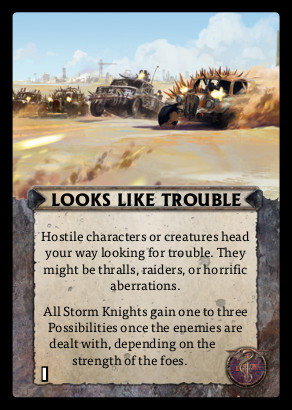 LOOKS LIKE TROUBLE
Hostile characters or creatures head
your way looking for trouble. They
might be thralls, raiders, or horrific
aberrations.
All Storm Knights gain one to three
Possibilities once the enemies are
dealt with, depending on the
strength of the foes.